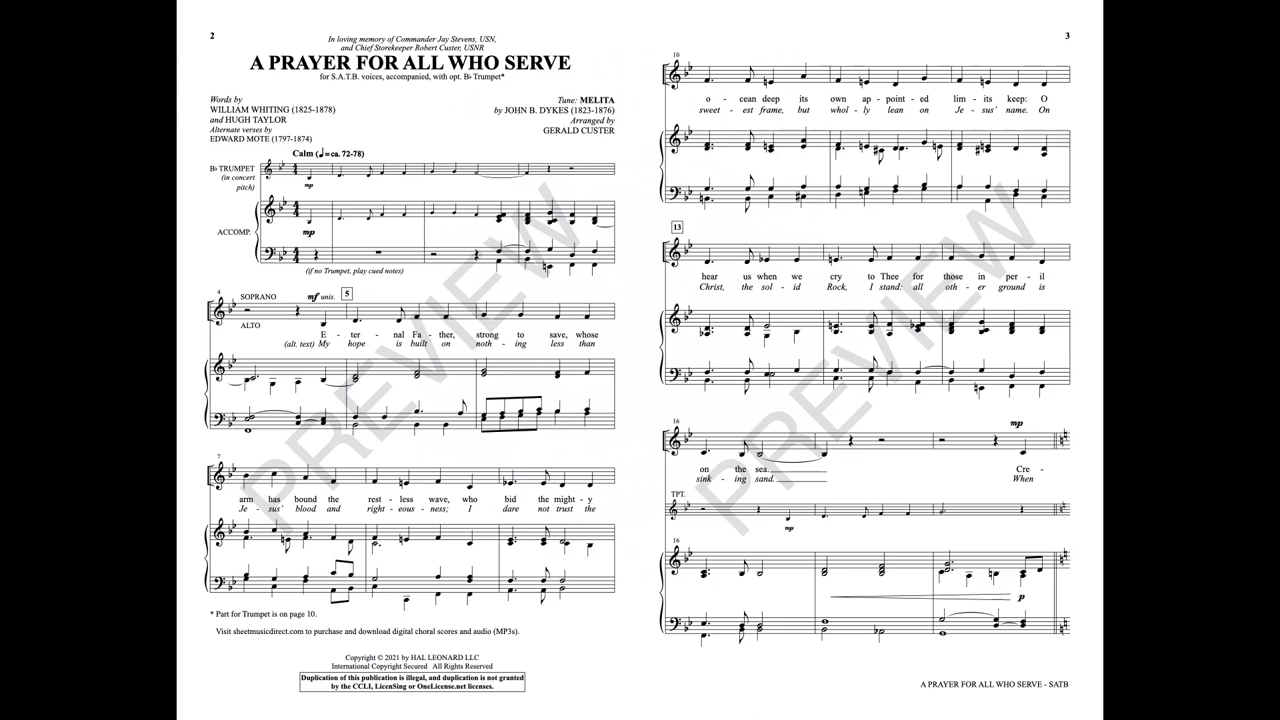 2
In loving memory of Commander Jay Stevens, USN,
and Chief Storekeeper Robert Custer, USNR
A PRAYER FOR ALL WHO SERVE
for S.A.T.B. voices, accompanied, with opt. B♭ Trumpet*
Words by
WILLIAM WHITING (1825-1878)
and HUGH TAYLOR
Alternate verses by
EDWARD MOTE (1797-1874)
Tune: MELITA
by JOHN B. DYKES (1823-1876)
Arranged by
GERALD CUSTER
Calm (♩= ca. 72-78)
B♭ TRUMPET
(in concert
pitch)
mp
ACCOMP.
mp
(if no Trumpet, play cued notes)
4
SOPRANO
mf unis.
5
ALTO
E - ter - nal Fa - ther, strong to save, whose
(alt. text) My hope is built on noth - ing less than
7
arm has bound the rest - less wave, who bid the might - y
Je - sus' blood and right - eous - ness; I dare not trust the
* Part for Trumpet is on page 10.
Visit sheetmusicdirect.com to purchase and download digital choral scores and audio (MP3s).
Copyright © 2021 by HAL LEONARD LLC
International Copyright Secured All Rights Reserved
Duplication of this publication is illegal, and duplication is not granted
by the CCLI, LicenSing or OneLicense.net licenses.
PREVIEW
3
10
o - cean deep its own ap - point - ed lim - its keep: O
sweet - est frame, but whol - ly lean on Je - sus' name. On
13
hear us when we cry to Thee for those in per - il
Christ, the sol - id Rock, I stand: all oth - er ground is
16
mp
on the sea. Cre -
sink - ing sand. When
TPT.
mp
16
p
PREVIEW
A PRAYER FOR ALL WHO SERVE - SATB